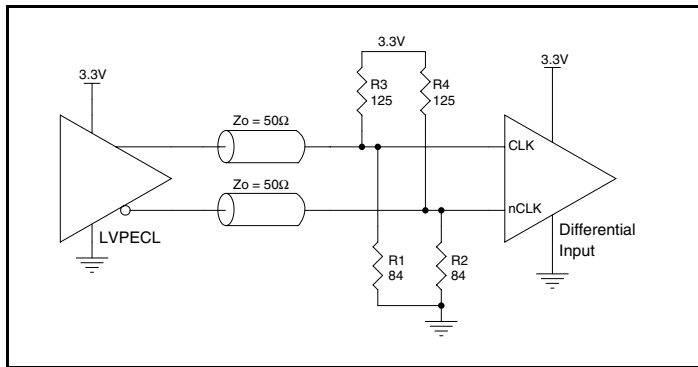 3.3V
3.3V
3.3V
R3
125
R4
125
Zo = 50Ω
CLK
Zo = 50Ω
nCLK
LVPECL
Differential
Input
R1
84
R2
84